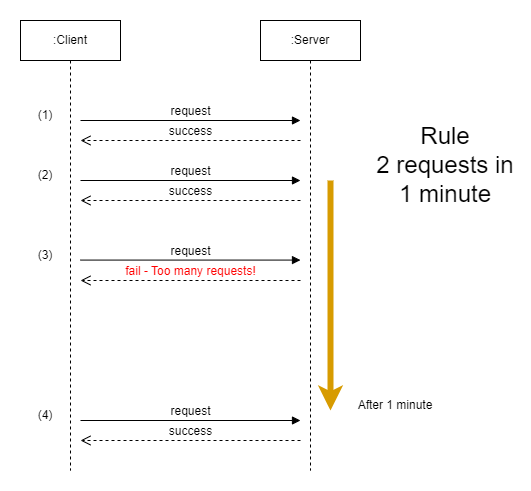 :Client
:Server
(1)
request
success
Rule
2 requests in
1 minute
(2)
request
success
(3)
request
fail - Too many requests!
After 1 minute
(4)
request
success